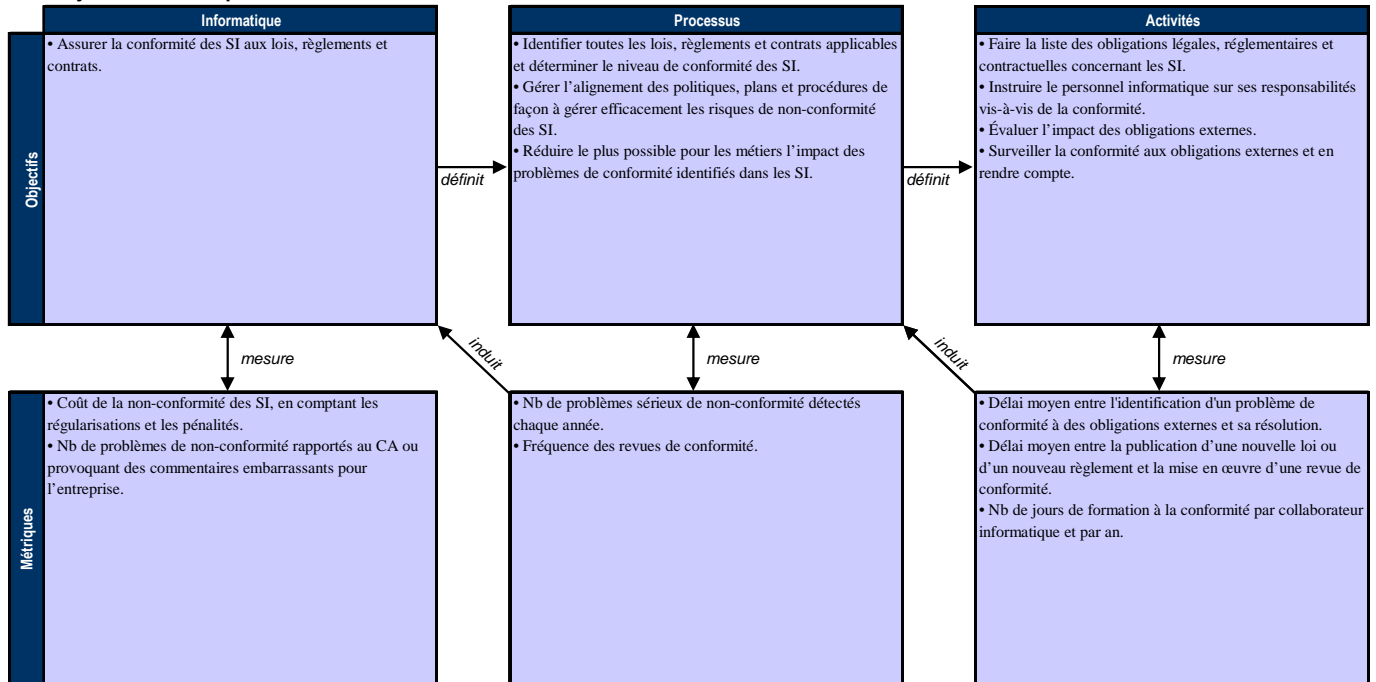 Informatique
Processus
Activités
Objectifs
• Assurer la conformité des SI aux lois, règlements et
contrats.
• Identifier toutes les lois, règlements et contrats applicables
et déterminer le niveau de conformité des SI.
• Gérer l’alignement des politiques, plans et procédures de
façon à gérer efficacement les risques de non-conformité
des SI.
• Réduire le plus possible pour les métiers l’impact des
problèmes de conformité identifiés dans les SI.
• Faire la liste des obligations légales, réglementaires et
contractuelles concernant les SI.
• Instruire le personnel informatique sur ses responsabilités
vis-à-vis de la conformité.
• Évaluer l’impact des obligations externes.
• Surveiller la conformité aux obligations externes et en
rendre compte.
définit
définit
mesure
induit
mesure
induit
mesure
Métriques
• Coût de la non-conformité des SI, en comptant les
régularisations et les pénalités.
• Nb de problèmes de non-conformité rapportés au CA ou
provoquant des commentaires embarrassants pour
l’entreprise.
• Nb de problèmes sérieux de non-conformité détectés
chaque année.
• Fréquence des revues de conformité.
• Délai moyen entre l'identification d'un problème de
conformité à des obligations externes et sa résolution.
• Délai moyen entre la publication d’une nouvelle loi ou
d’un nouveau règlement et la mise en œuvre d’une revue de
conformité.
• Nb de jours de formation à la conformité par collaborateur
informatique et par an.